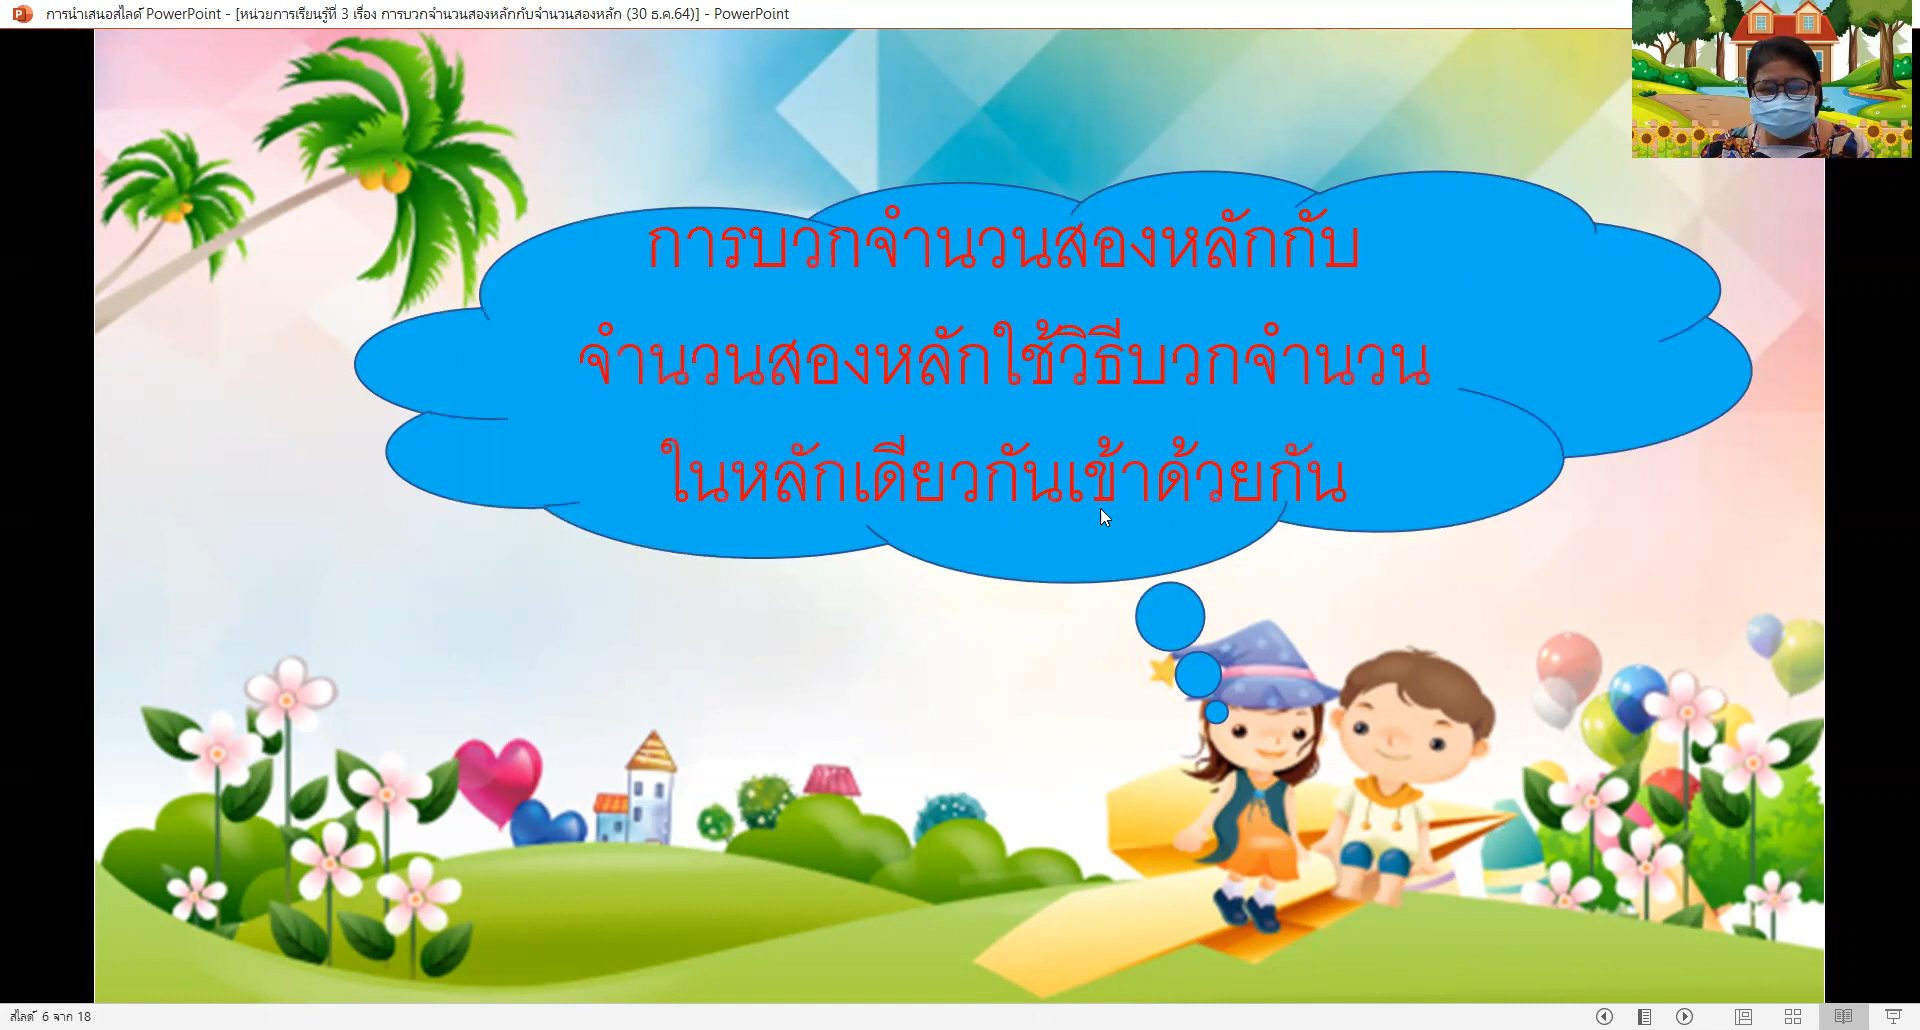 การนำเสนอสไลด์ PowerPoint - [หน่วยการเรียนรู้ที่ 3 เรื่อง การบวกจำนวนสองหลักกับจำนวนสองหลัก (30 ธ.ค.64)] - PowerPoint
การบวกจำนวนสองหลักกับ
จำนวนสองหลักใช้วิธีบวกจำนวน
ในหลักเดียวกันเข้าด้วยกัน
สไลด์ 6 จาก 18